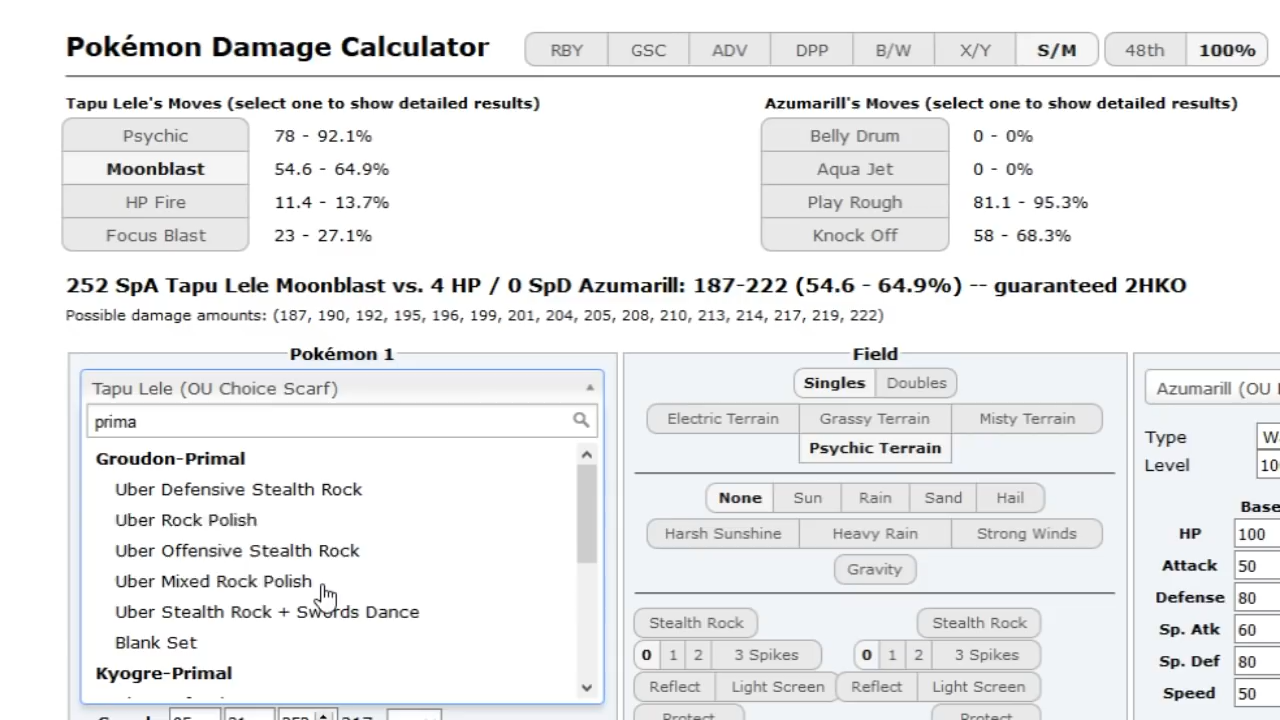 Pokémon Damage Calculator RBY GSC ADV DPP B/W X/Y S/M 48th 100%
Tapu Lele's Moves (select one to show detailed results) Azumarill's Moves (select one to show detailed results)
Psychic 78 - 92.1% Belly Drum 0 - 0%
Moonblast 54.6 - 64.9% Aqua Jet 0 - 0%
HP Fire 11.4 - 13.7% Play Rough 81.1 - 95.3%
Focus Blast 23 - 27.1% Knock Off 58 - 68.3%
252 SpA Tapu Lele Moonblast vs. 4 HP / 0 SpD Azumarill: 187-222 (54.6 - 64.9%) -- guaranteed 2HKO
Possible damage amounts: (187, 190, 192, 195, 196, 199, 201, 204, 205, 208, 210, 213, 214, 217, 219, 222)
Pokémon 1
Tapu Lele (OU Choice Scarf)
prima
Groudon-Primal
Uber Defensive Stealth Rock
Uber Rock Polish
Uber Offensive Stealth Rock
Uber Mixed Rock Polish
Uber Stealth Rock + Swords Dance
Blank Set
Kyogre-Primal
Field
Singles Doubles
Electric Terrain Grassy Terrain Misty Terrain
Psychic Terrain
None Sun Rain Sand Hail
Harsh Sunshine Heavy Rain Strong Winds
Gravity
Stealth Rock Stealth Rock
0 1 2 3 Spikes 0 1 2 3 Spikes
Reflect Light Screen Reflect Light Screen
Protect Protect
Azumarill (OU
Type
Level
Base
HP 100
Attack 50
Defense 80
Sp. Atk 60
Sp. Def 80
Speed 50